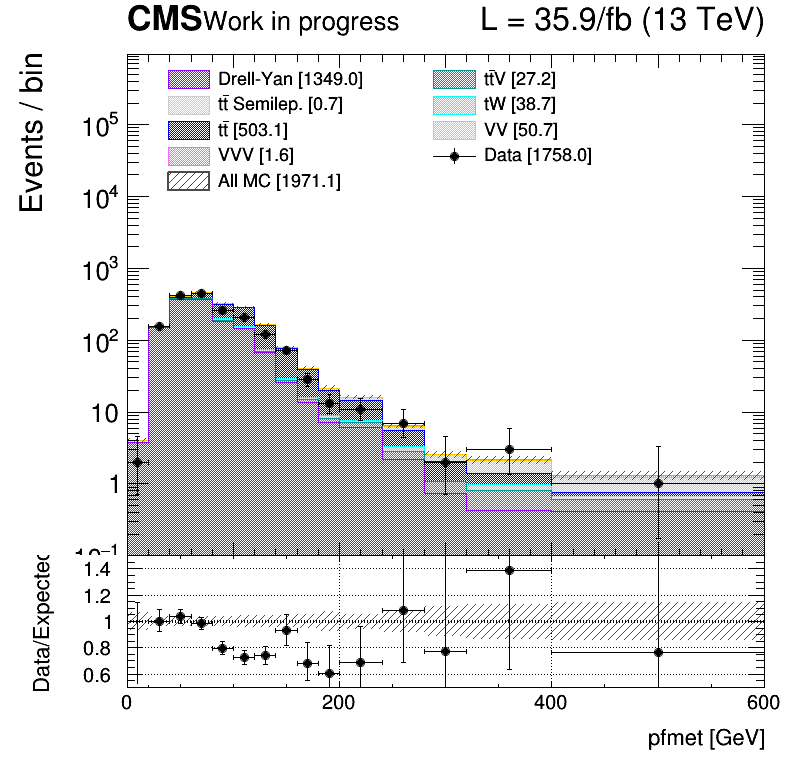 CMS Work in progress L = 35.9/fb (13 TeV)
Events / bin
Drell-Yan [1349.0] tt̄V [27.2]
tt̄ Semilep. [0.7] tW [38.7]
tt̄ [503.1] VV [50.7]
VVV [1.6] Data [1758.0]
All MC [1971.1]
10⁵
10⁴
10³
10²
10
1
10⁻¹
Data/Expected
1.4
1.2
1
0.8
0.6
0 200 400 600
pfmet [GeV]